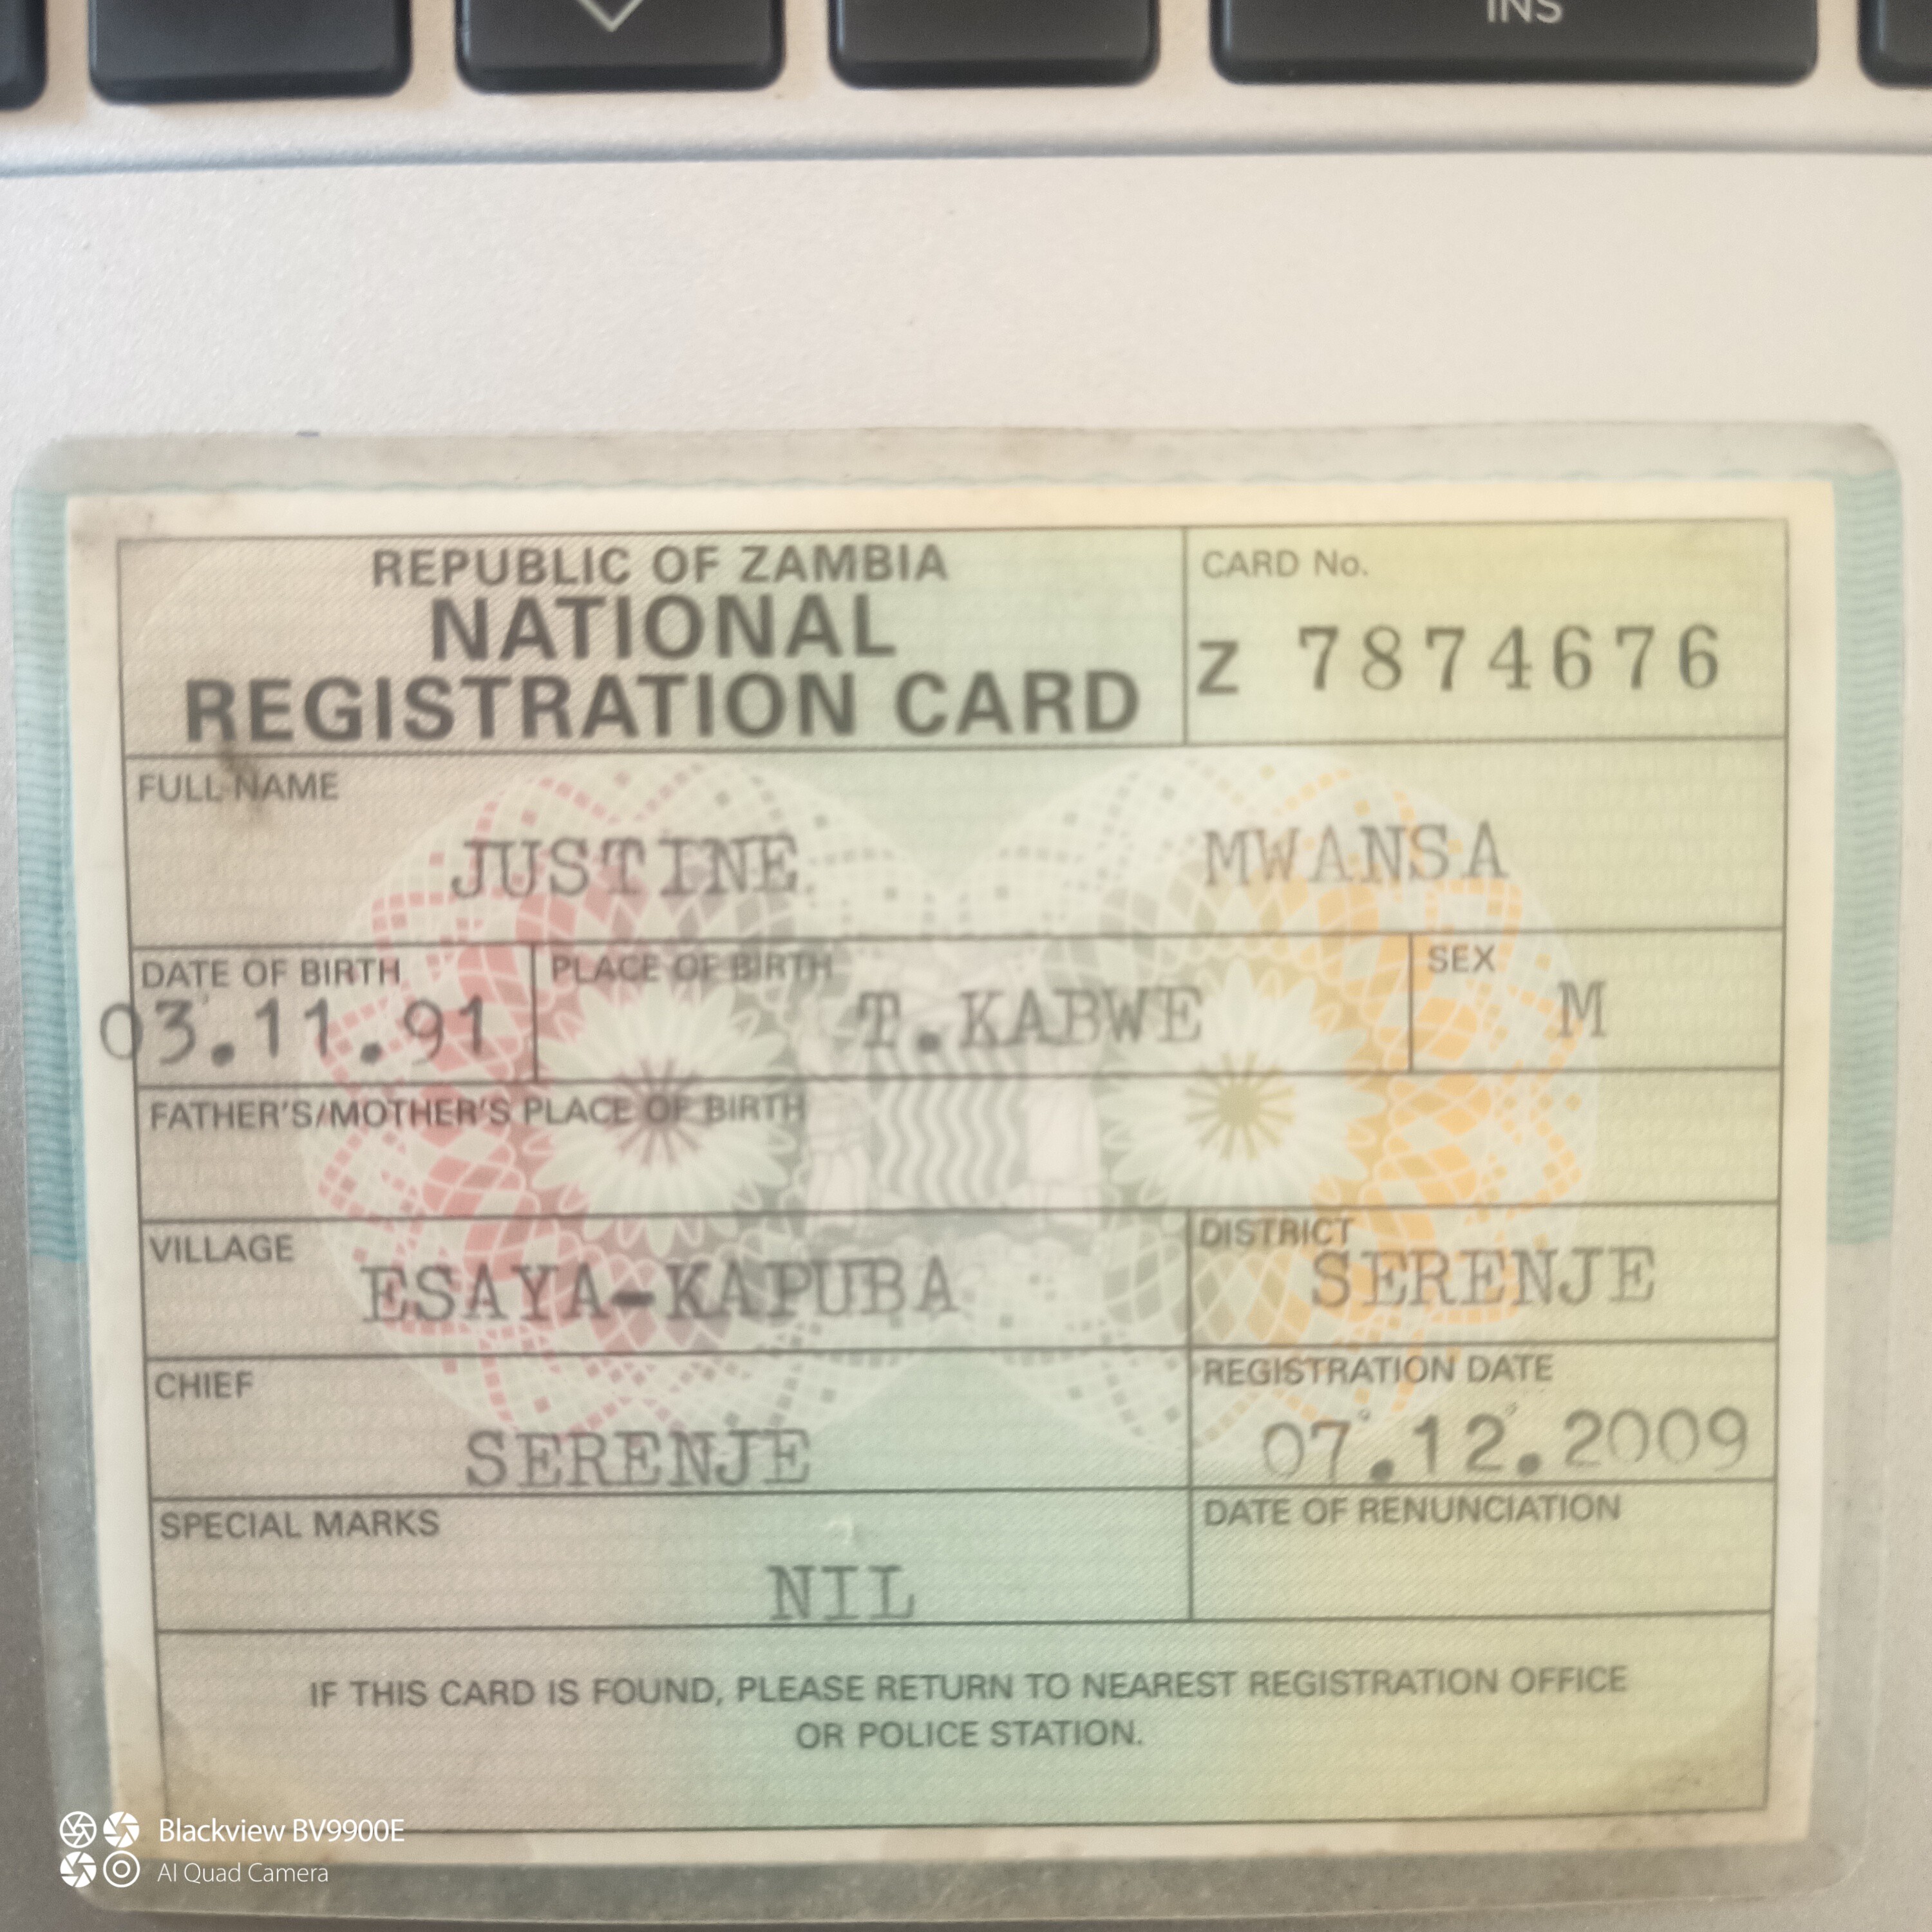 INS
REPUBLIC OF ZAMBIA
NATIONAL
REGISTRATION CARD
CARD No.
Z 7874676
FULL NAME
JUSTINE MWANSA
DATE OF BIRTH
03.11.91
PLACE OF BIRTH
T.KABWE
SEX
M
FATHER'S/MOTHER'S PLACE OF BIRTH
VILLAGE
ESAYA-KAPUBA
DISTRICT
SERENJE
CHIEF
SERENJE
REGISTRATION DATE
07.12.2009
SPECIAL MARKS
NIL
DATE OF RENUNCIATION
IF THIS CARD IS FOUND, PLEASE RETURN TO NEAREST REGISTRATION OFFICE
OR POLICE STATION.
Blackview BV9900E
AI Quad Camera